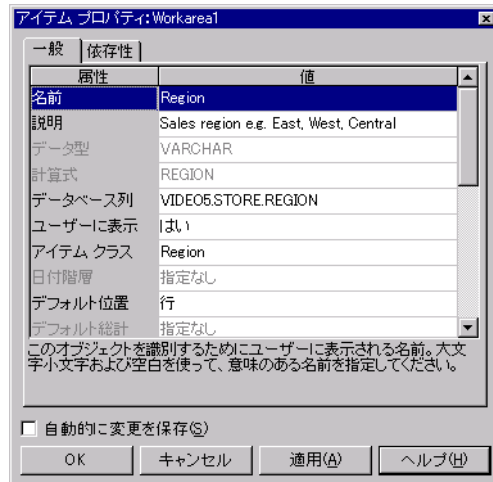 アイテム プロパティ: Workarea1
一般 依存性
属性 値
名前 Region
説明 Sales region e.g. East, West, Central
データ型 VARCHAR
計算式 REGION
データベース列 VIDEO5.STORE.REGION
ユーザーに表示 はい
アイテム クラス Region
日付階層 指定なし
デフォルト位置 行
デフォルト総計 指定なし
このオブジェクトを識別するためにユーザーに表示される名前。大文
字小文字および空白を使って、意味のある名前を指定してください。
自動的に変更を保存(S)
OK キャンセル 適用(A) ヘルプ(H)